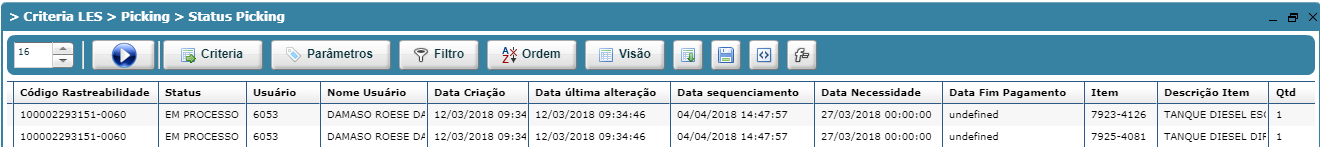 > Criteria LES > Picking > Status Picking
16 Criteria Parâmetros Filtro Ordem Visão
Código Rastreabilidade Status Usuário Nome Usuário Data Criação Data última alteração Data sequenciamento Data Necessidade Data Fim Pagamento Item Descrição Item Qtd
100002293151-0060 EM PROCESSO 6053 DAMASO ROESE DA 12/03/2018 09:34 12/03/2018 09:34:46 04/04/2018 14:47:57 27/03/2018 00:00:00 undefined 7923-4126 TANQUE DIESEL ESQ 1
100002293151-0060 EM PROCESSO 6053 DAMASO ROESE DA 12/03/2018 09:34 12/03/2018 09:34:46 04/04/2018 14:47:57 27/03/2018 00:00:00 undefined 7925-4081 TANQUE DIESEL DIR 1